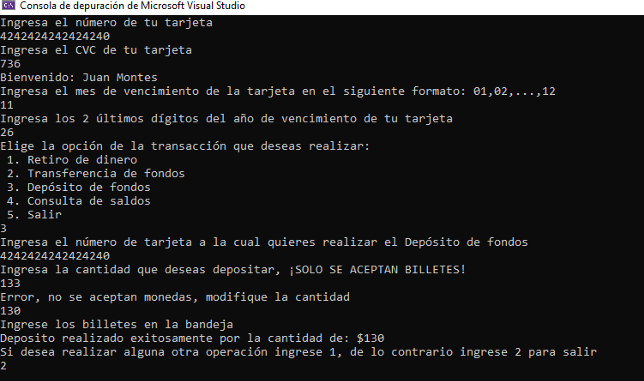 Consola de depuración de Microsoft Visual Studio
Ingresa el número de tu tarjeta
4242424242424240
Ingresa el CVC de tu tarjeta
736
Bienvenido: Juan Montes
Ingresa el mes de vencimiento de la tarjeta en el siguiente formato: 01,02,...,12
11
Ingresa los 2 últimos dígitos del año de vencimiento de tu tarjeta
26
Elige la opción de la transacción que deseas realizar:
1. Retiro de dinero
2. Transferencia de fondos
3. Depósito de fondos
4. Consulta de saldos
5. Salir
3
Ingresa el número de tarjeta a la cual quieres realizar el Depósito de fondos
4242424242424240
Ingresa la cantidad que deseas depositar, ¡SOLO SE ACEPTAN BILLETES!
133
Error, no se aceptan monedas, modifique la cantidad
130
Ingrese los billetes en la bandeja
Deposito realizado exitosamente por la cantidad de: $130
Si desea realizar alguna otra operación ingrese 1, de lo contrario ingrese 2 para salir
2